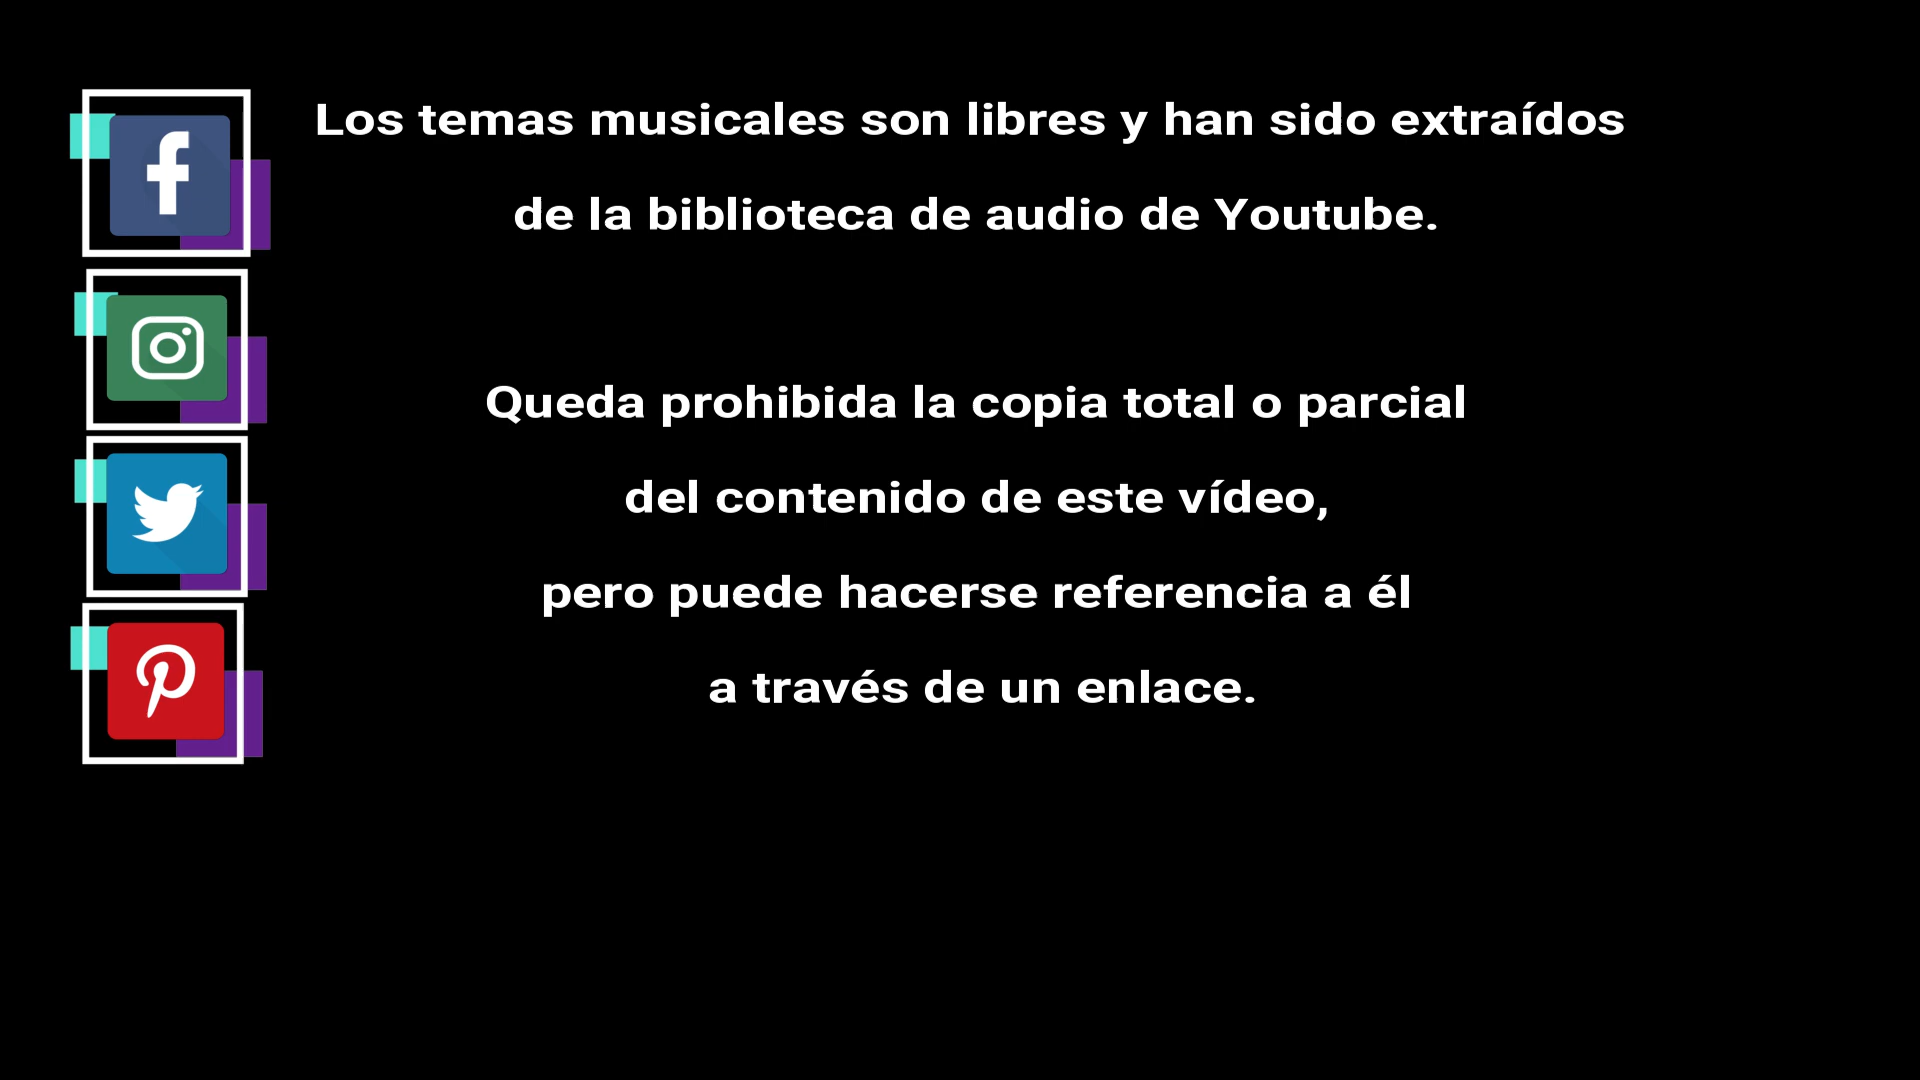 Los temas musicales son libres y han sido extraídos
de la biblioteca de audio de Youtube.
Queda prohibida la copia total o parcial
del contenido de este vídeo,
pero puede hacerse referencia a él
a través de un enlace.